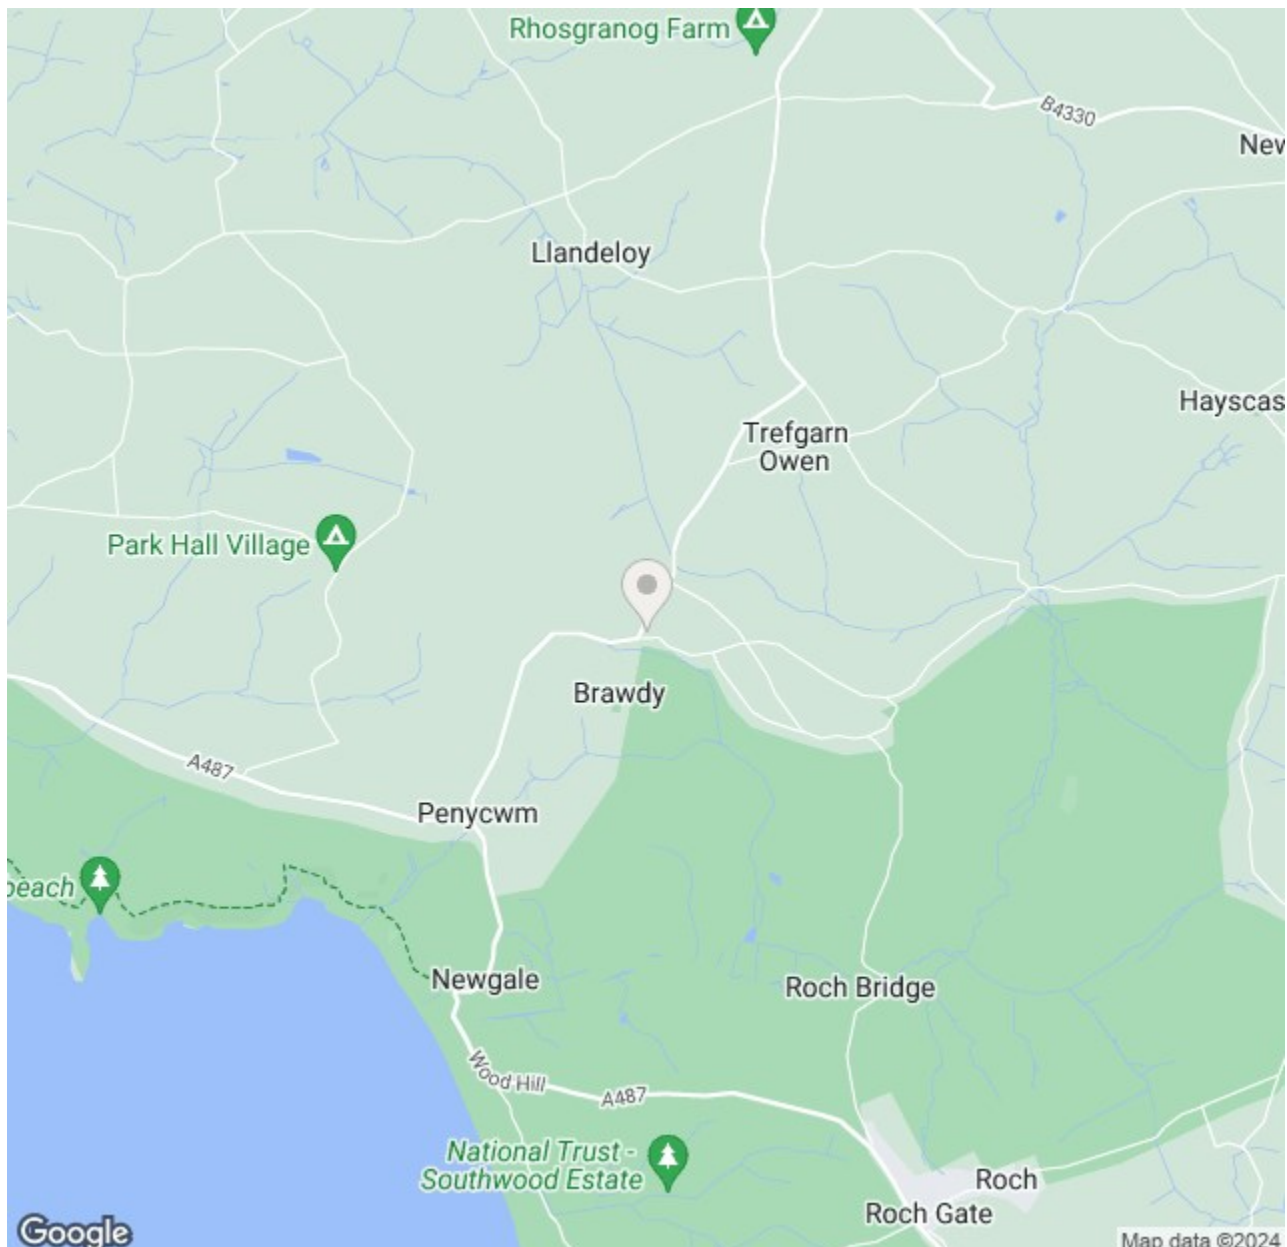 Rhosgranog Farm
B4330
New
Llandeloy
Hayscas
Trefgarn
Owen
Park Hall Village
Brawdy
A487
Penycwm
beach
Newgale
Roch Bridge
Wood Hill
A487
National Trust -
Southwood Estate
Roch
Roch Gate
Google
Map data ©2024